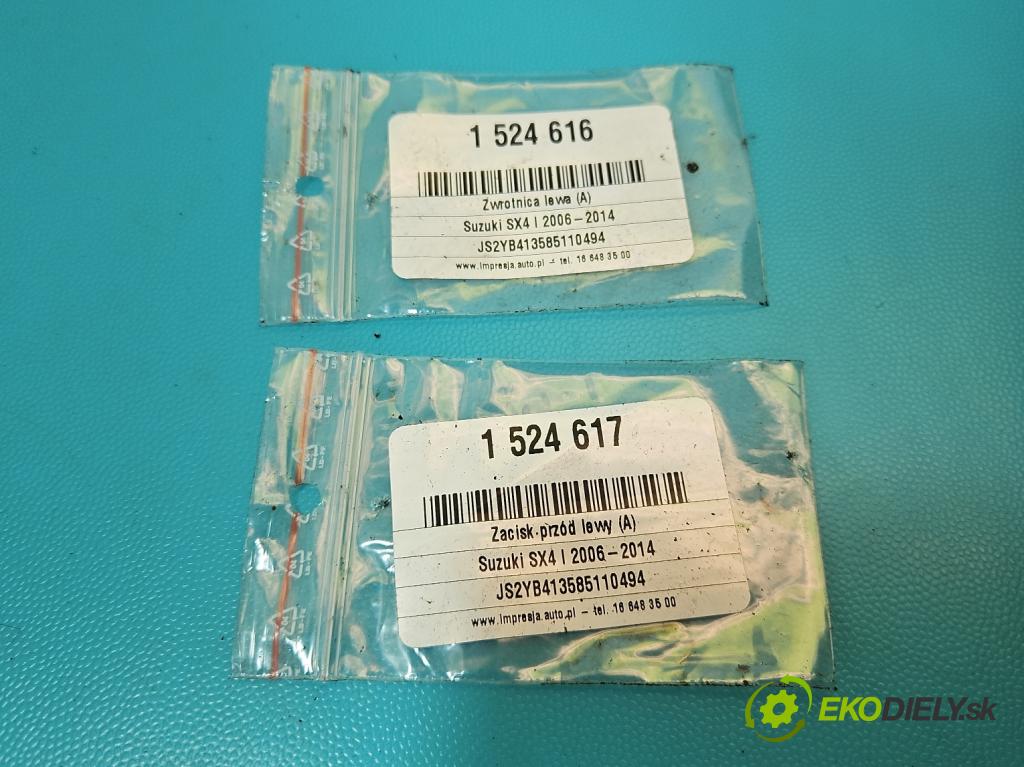 1 524 616
Zwrotnica lewa (A)
Suzuki SX4 I 2006-2014
JS2YB413585110494
www.impresja.auto.pl - tel. 16 648 35 00
1 524 617
Zacisk przód lewy (A)
Suzuki SX4 I 2006-2014
JS2YB413585110494
www.impresja.auto.pl - tel. 16 648 35 00
EKODIELY.sk